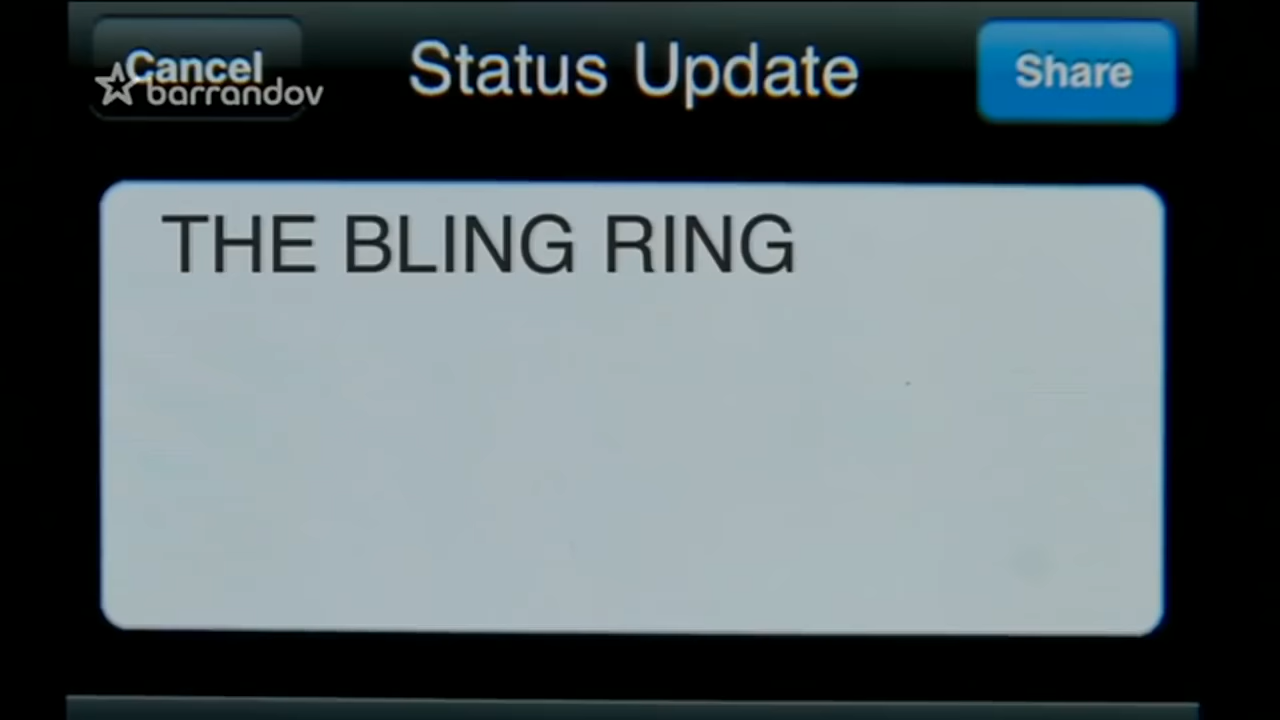 Cancel
barrandov
Status Update
Share
THE BLING RING